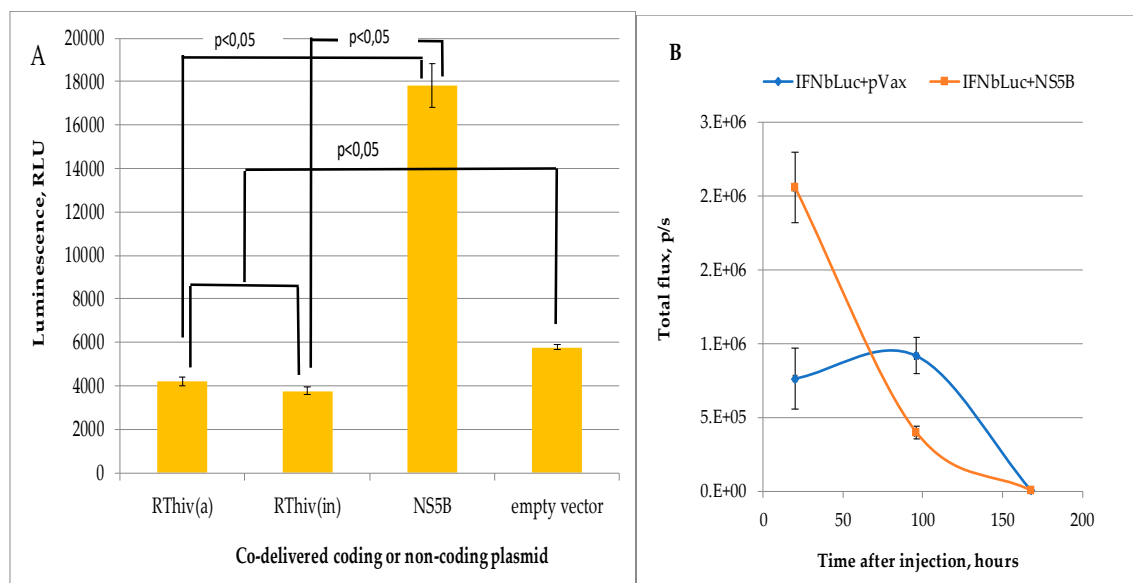 A
p<0,05
p<0,05
p<0,05
Luminescence, RLU
20000
18000
16000
14000
12000
10000
8000
6000
4000
2000
0
RThiv(a) RThiv(in) NS5B empty vector
Co-delivered coding or non-coding plasmid
B
IFNbLuc+pVax IFNbLuc+NS5B
Total flux, p/s
3.E+06
2.E+06
2.E+06
1.E+06
5.E+05
0.E+00
0 50 100 150 200
Time after injection, hours